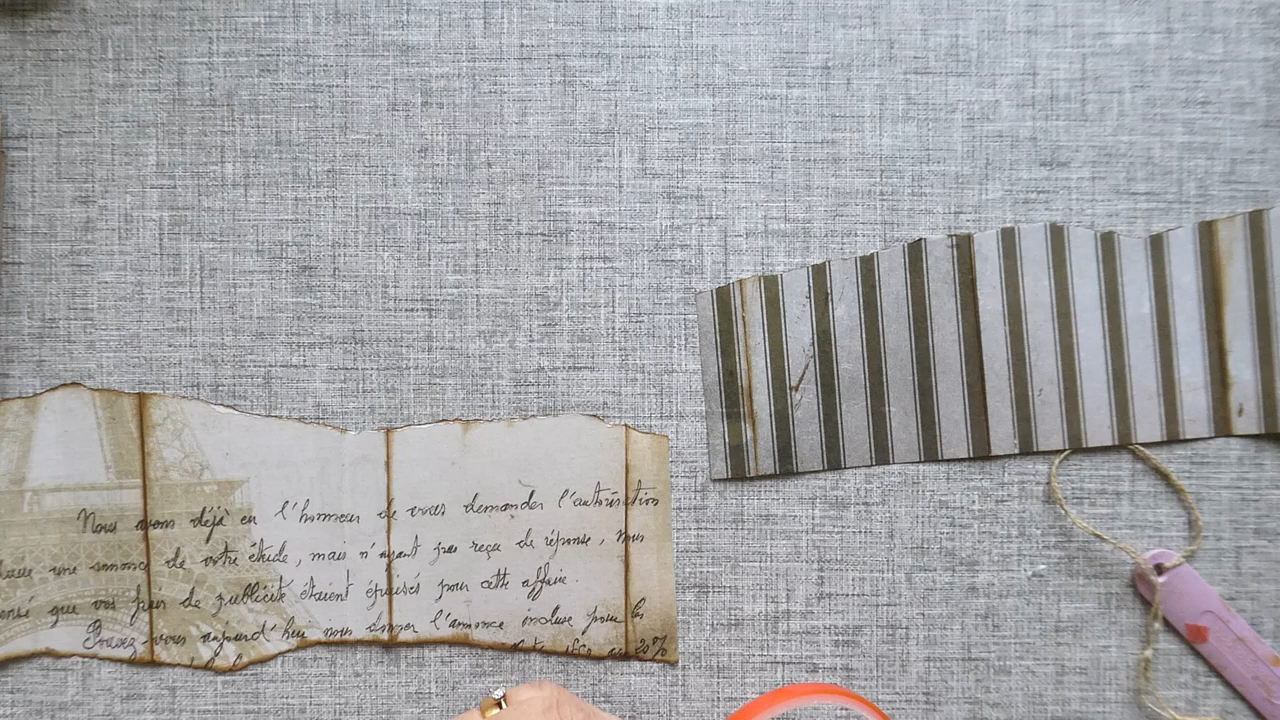 Nous avons déjà eu l'honneur de vous demander l'autorisation
une annonce de votre étude, mais n'ayant pas reçu de réponse, nous
que vos frais de publicité étaient épuisés pour cette affaire.
Pouvez-vous aujourd'hui nous donner l'annonce incluse pour les
20%